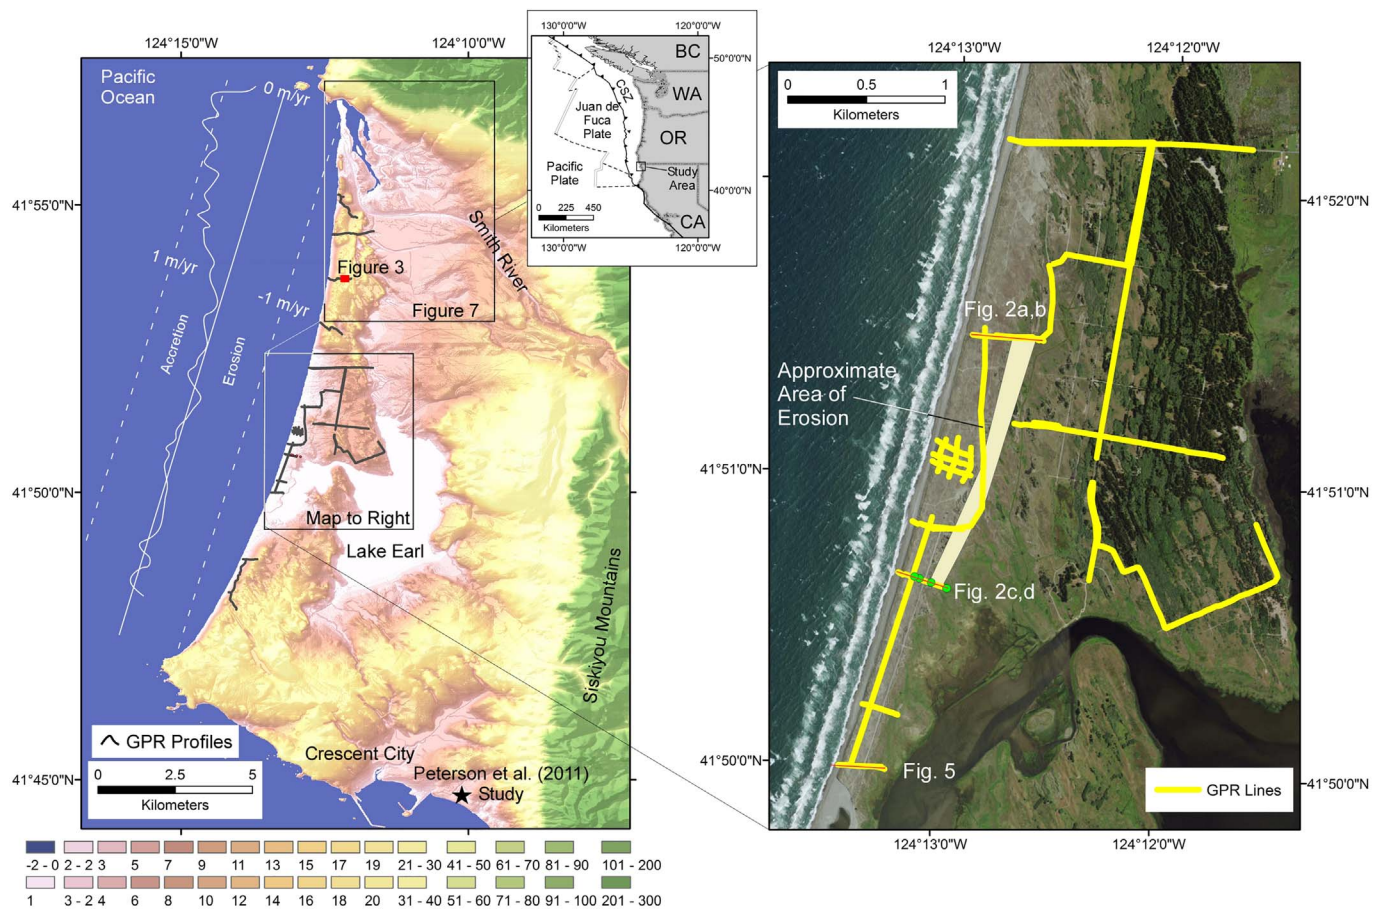 124°15'0"W
124°10'0"W
Pacific
Ocean
0 m/yr
1 m/yr
-1 m/yr
Accretion
Erosion
41°55'0"N
41°50'0"N
41°45'0"N
Figure 3
Figure 7
Smith River
Map to Right
Lake Earl
Siskiyou Mountains
Crescent City
Peterson et al. (2011)
Study
GPR Profiles
0 2.5 5
Kilometers
124°15'0"W
124°10'0"W
130°0'0"W
120°0'0"W
BC
50°0'0"N
WA
CSZ
Juan de
Fuca
Plate
OR
Pacific
Plate
Study
Area
40°0'0"N
0 225 450
Kilometers
CA
130°0'0"W
120°0'0"W
124°13'0"W
124°12'0"W
0 0.5 1
Kilometers
41°52'0"N
Fig. 2a,b
Approximate
Area of
Erosion
41°51'0"N
41°51'0"N
Fig. 2c,d
41°50'0"N
Fig. 5
41°50'0"N
GPR Lines
124°13'0"W
124°12'0"W
-2 - 0 2 - 2 3 5 7 9 11 13 15 17 19 21 - 30 41 - 50 61 - 70 81 - 90 101 - 200
1 3 - 2 4 6 8 10 12 14 16 18 20 31 - 40 51 - 60 71 - 80 91 - 100 201 - 300